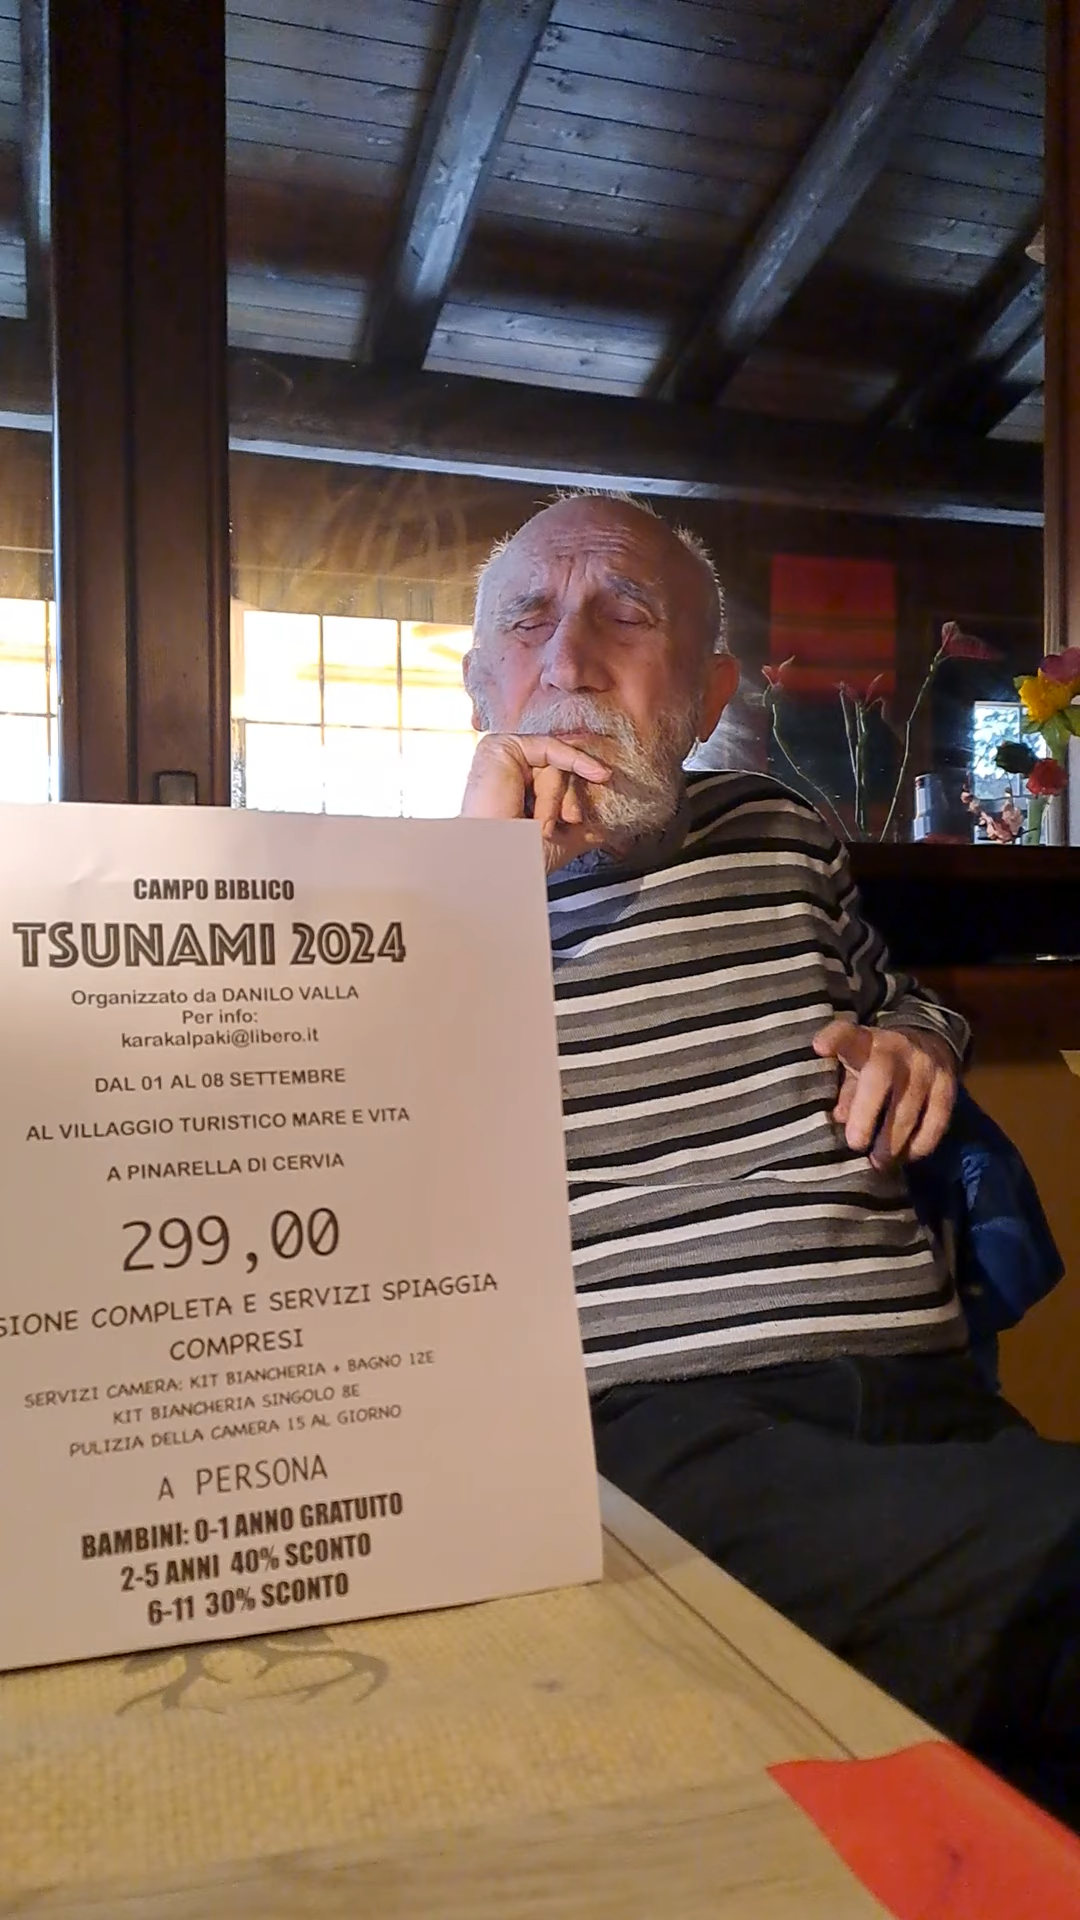 CAMPO BIBLICO
TSUNAMI 2024
Organizzato da DANILO VALLA
Per info:
karakalpaki@libero.it
DAL 01 AL 08 SETTEMBRE
AL VILLAGGIO TURISTICO MARE E VITA
A PINARELLA DI CERVIA
299,00
SIONE COMPLETA E SERVIZI SPIAGGIA
COMPRESI
SERVIZI CAMERA: KIT BIANCHERIA + BAGNO 12E
KIT BIANCHERIA SINGOLO 8E
PULIZIA DELLA CAMERA 15 AL GIORNO
A PERSONA
BAMBINI: 0-1 ANNO GRATUITO
2-5 ANNI 40% SCONTO
6-11 30% SCONTO